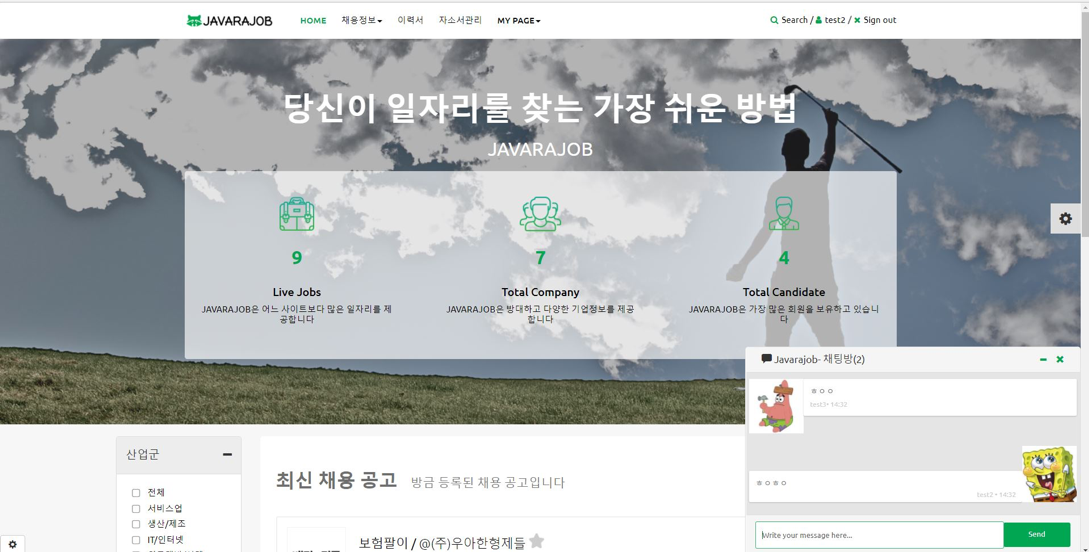 JAVARAJOB
HOME 채용정보 이력서 자소서관리 MY PAGE
Search / test2 / Sign out
당신이 일자리를 찾는 가장 쉬운 방법
JAVARAJOB
9
Live Jobs
JAVARAJOB은 어느 사이트보다 많은 일자리를 제
공합니다
7
Total Company
JAVARAJOB은 방대하고 다양한 기업정보를 제공
합니다
4
Total Candidate
JAVARAJOB은 가장 많은 회원을 보유하고 있습니
다
Javarajob- 채팅방(2)
ㅎㅇㅇ
test3• 14:32
ㅎㅇㅎㅇ
test2 • 14:32
Write your message here...
Send
산업군
전체
서비스업
생산/제조
IT/인터넷
최신 채용 공고 방금 등록된 채용 공고입니다
보험팔이 / @(주)우아한형제들